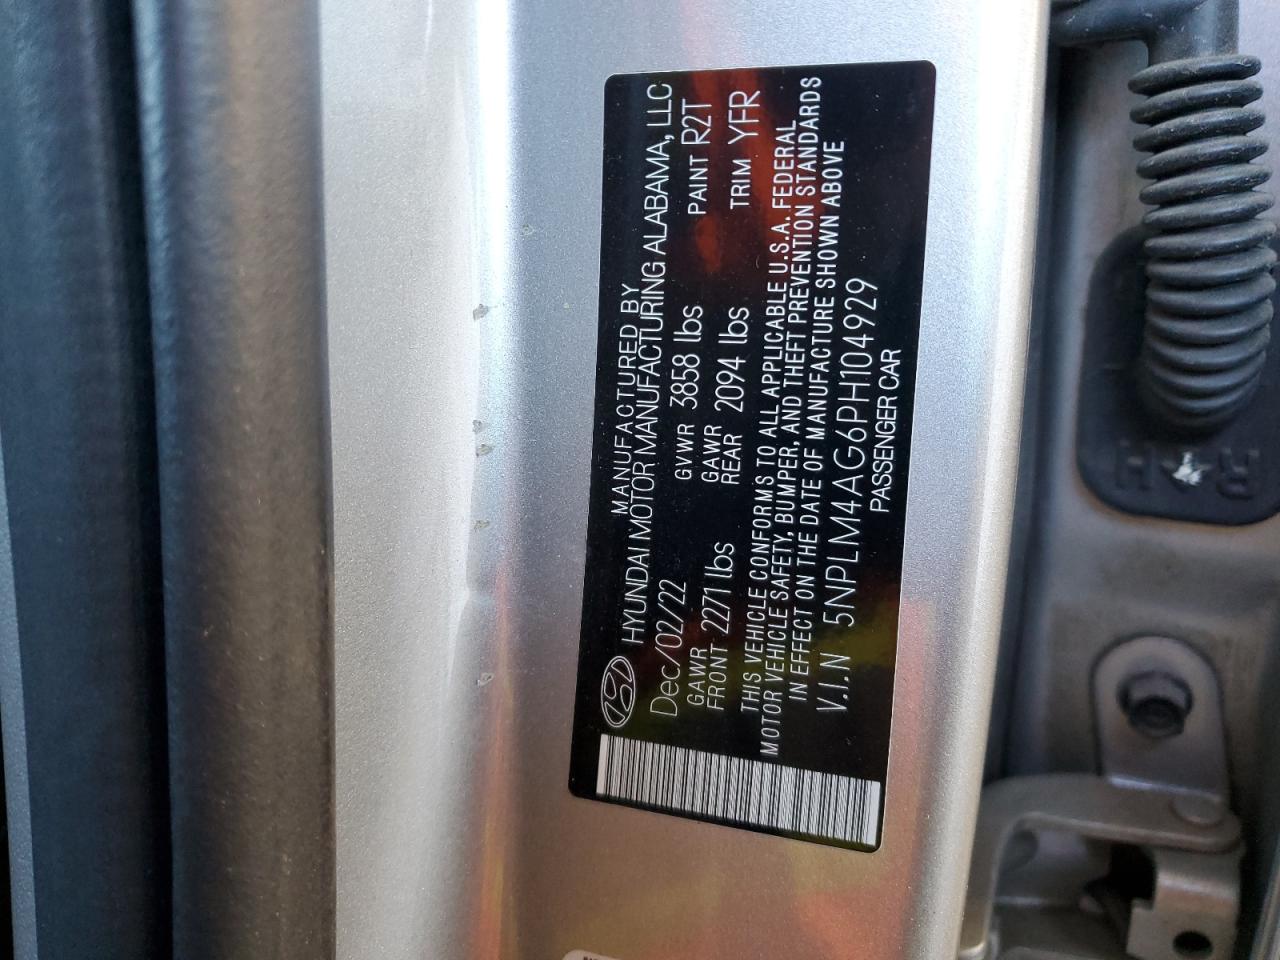 MANUFACTURED BY
HYUNDAI MOTOR MANUFACTURING ALABAMA, LLC
Dec/02/22 GVWR 3858 lbs PAINT R2T
GAWR FRONT 2271 lbs GAWR REAR 2094 lbs TRIM YFR
THIS VEHICLE CONFORMS TO ALL APPLICABLE U.S.A. FEDERAL
MOTOR VEHICLE SAFETY, BUMPER, AND THEFT PREVENTION STANDARDS
IN EFFECT ON THE DATE OF MANUFACTURE SHOWN ABOVE
V.I.N 5NPLM4AG6PH104929
PASSENGER CAR
RH